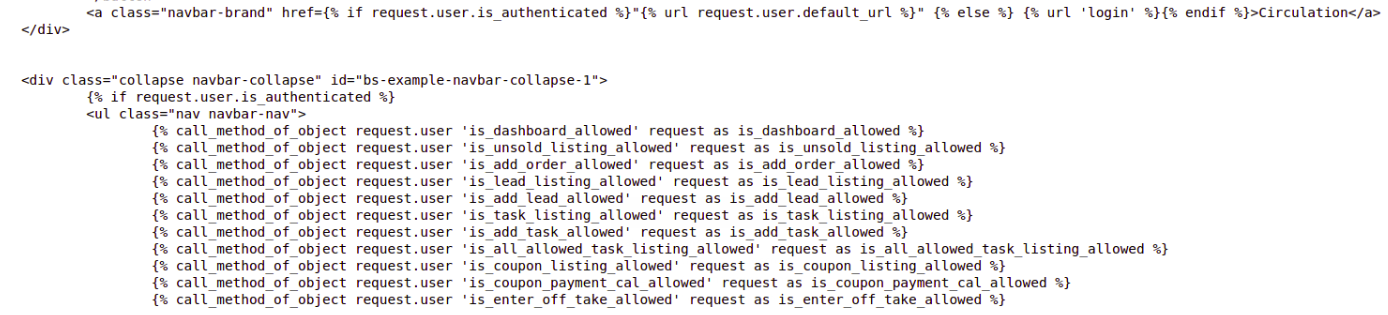 <a class="navbar-brand" href={% if request.user.is_authenticated %}"{% url request.user.default_url %}" {% else %} {% url 'login' %}{% endif %}>Circulation</a>
</div>
<div class="collapse navbar-collapse" id="bs-example-navbar-collapse-1">
{% if request.user.is_authenticated %}
<ul class="nav navbar-nav">
{% call_method_of_object request.user 'is_dashboard_allowed' request as is_dashboard_allowed %}
{% call_method_of_object request.user 'is_unsold_listing_allowed' request as is_unsold_listing_allowed %}
{% call_method_of_object request.user 'is_add_order_allowed' request as is_add_order_allowed %}
{% call_method_of_object request.user 'is_lead_listing_allowed' request as is_lead_listing_allowed %}
{% call_method_of_object request.user 'is_add_lead_allowed' request as is_add_lead_allowed %}
{% call_method_of_object request.user 'is_task_listing_allowed' request as is_task_listing_allowed %}
{% call_method_of_object request.user 'is_add_task_allowed' request as is_add_task_allowed %}
{% call_method_of_object request.user 'is_all_allowed_task_listing_allowed' request as is_all_allowed_task_listing_allowed %}
{% call_method_of_object request.user 'is_coupon_listing_allowed' request as is_coupon_listing_allowed %}
{% call_method_of_object request.user 'is_coupon_payment_cal_allowed' request as is_coupon_payment_cal_allowed %}
{% call_method_of_object request.user 'is_enter_off_take_allowed' request as is_enter_off_take_allowed %}